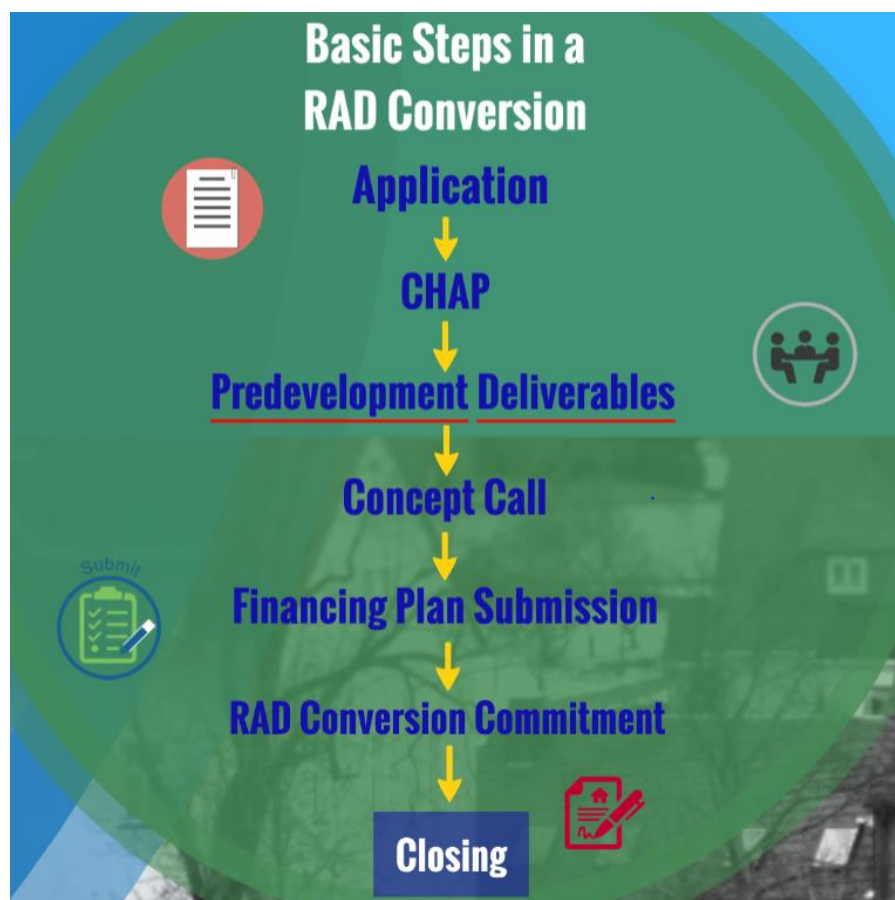 Basic Steps in a
RAD Conversion
Application
CHAP
Predevelopment Deliverables
Concept Call
Submit
Financing Plan Submission
RAD Conversion Commitment
Closing